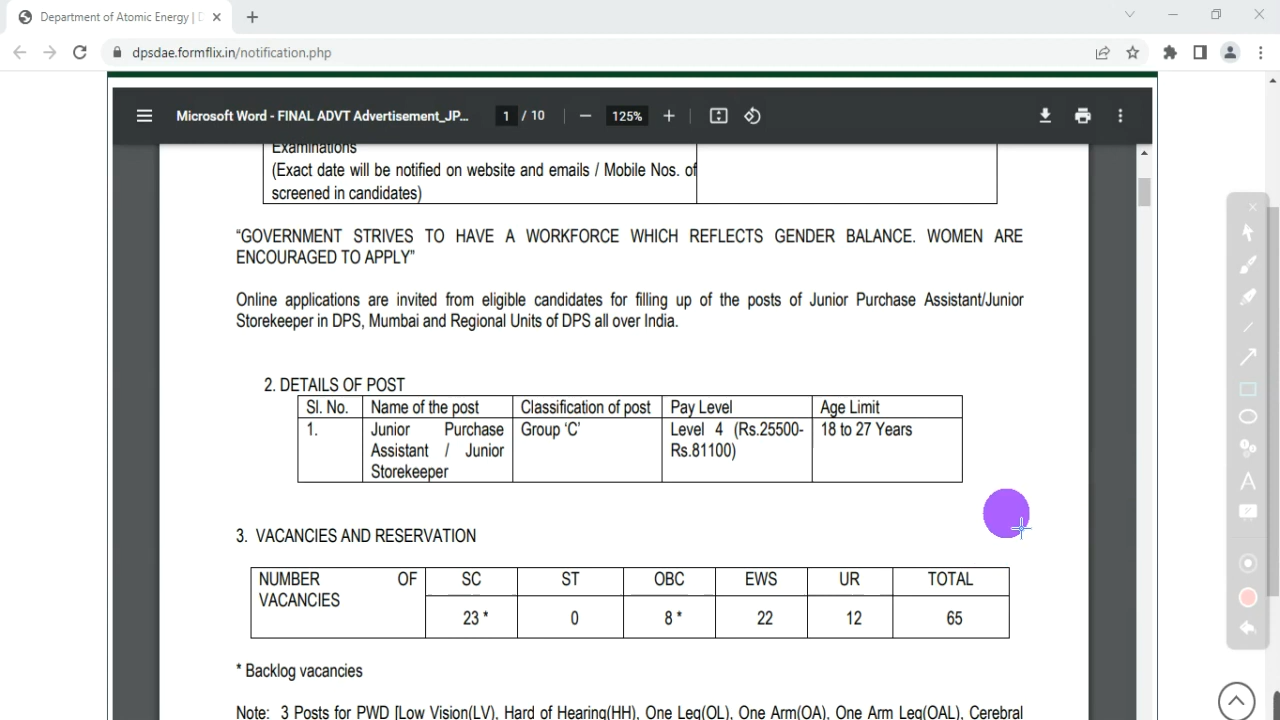 Department of Atomic Energy |
dpsdae.formflix.in/notification.php
Microsoft Word - FINAL ADVT Advertisement_JP... 1 / 10 125%
Examinations
(Exact date will be notified on website and emails / Mobile Nos. of
screened in candidates)
“GOVERNMENT STRIVES TO HAVE A WORKFORCE WHICH REFLECTS GENDER BALANCE. WOMEN ARE
ENCOURAGED TO APPLY”
Online applications are invited from eligible candidates for filling up of the posts of Junior Purchase Assistant/Junior
Storekeeper in DPS, Mumbai and Regional Units of DPS all over India.
2. DETAILS OF POST
Sl. No. Name of the post Classification of post Pay Level Age Limit
1. Junior Purchase Group ‘C’ Level 4 (Rs.25500- 18 to 27 Years
Assistant / Junior Rs.81100)
Storekeeper
3. VACANCIES AND RESERVATION
NUMBER OF SC ST OBC EWS UR TOTAL
VACANCIES
23 * 0 8 * 22 12 65
* Backlog vacancies
Note: 3 Posts for PWD [Low Vision(LV), Hard of Hearing(HH), One Leg(OL), One Arm(OA), One Arm Leg(OAL), Cerebral